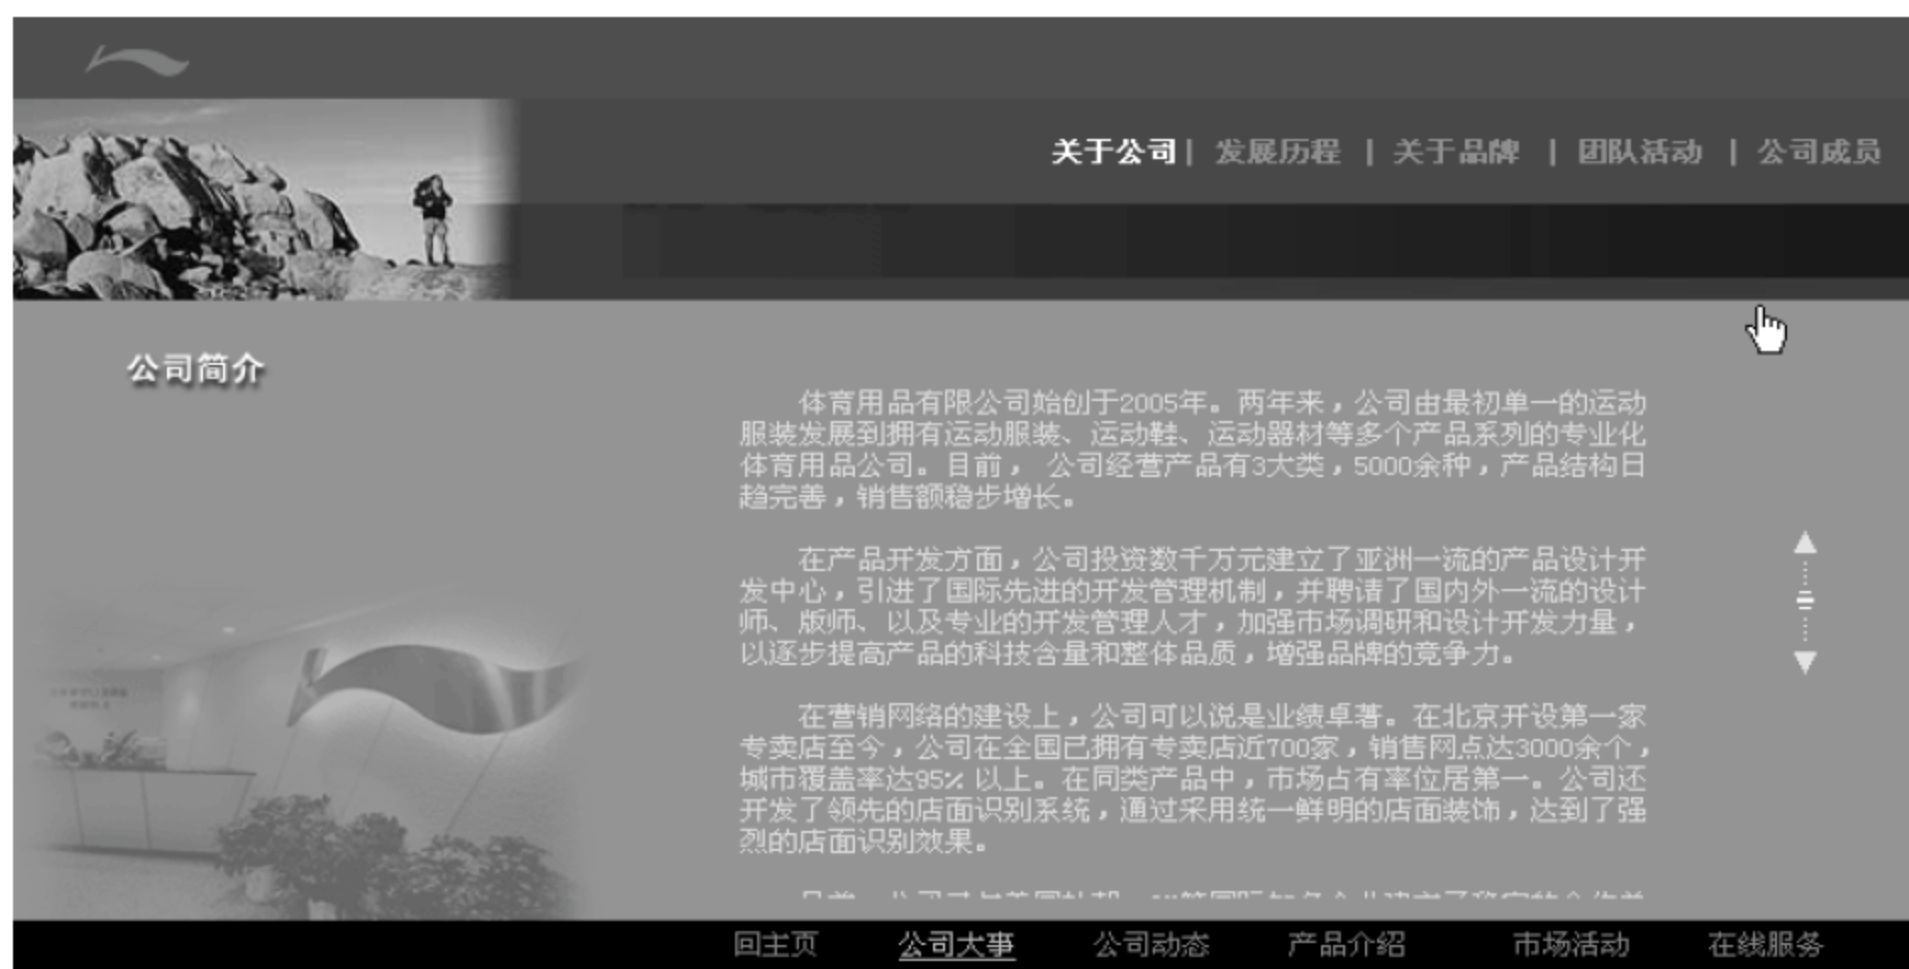 关于公司 | 发展历程 | 关于品牌 | 团队活动 | 公司成员
公司简介
体育用品有限公司始创于2005年。两年来，公司由最初单一的运动
服装发展到拥有运动服装、运动鞋、运动器材等多个产品系列的专业化
体育用品公司。目前， 公司经营产品有3大类，5000余种，产品结构日
趋完善，销售额稳步增长。
在产品开发方面，公司投资数千万元建立了亚洲一流的产品设计开
发中心，引进了国际先进的开发管理机制，并聘请了国内外一流的设计
师、版师、以及专业的开发管理人才，加强市场调研和设计开发力量，
以逐步提高产品的科技含量和整体品质，增强品牌的竞争力。
在营销网络的建设上，公司可以说是业绩卓著。在北京开设第一家
专卖店至今，公司在全国已拥有专卖店近700家，销售网点达3000余个，
城市覆盖率达95% 以上。在同类产品中，市场占有率位居第一。公司还
开发了领先的店面识别系统，通过采用统一鲜明的店面装饰，达到了强
烈的店面识别效果。
回主页 公司大事 公司动态 产品介绍 市场活动 在线服务